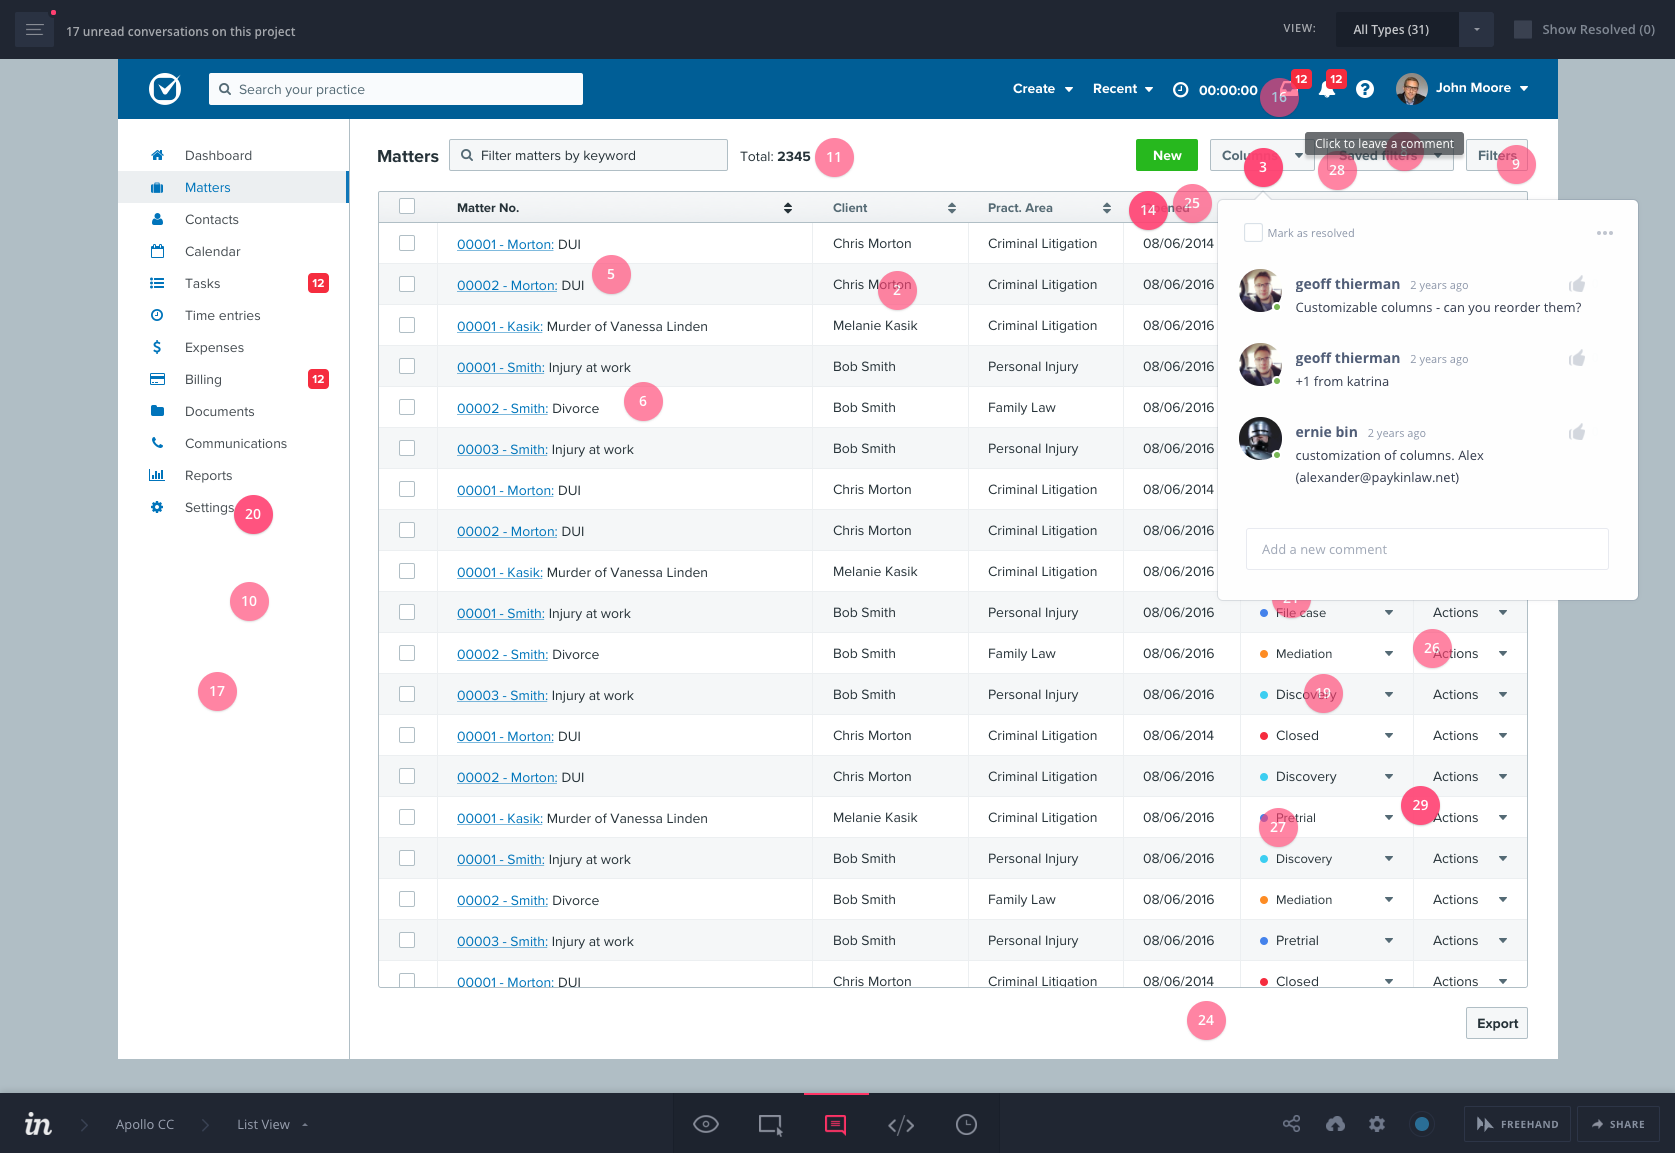 17 unread conversations on this project
VIEW:
All Types (31)
Show Resolved (0)
Search your practice
Create
Recent
00:00:00
16
12
12
?
John Moore
Dashboard
Matters
Contacts
Calendar
Tasks 12
Time entries
Expenses
Billing 12
Documents
Communications
Reports
Settings
20
10
17
Matters
Filter matters by keyword
Total: 2345
11
New
3
Click to leave a comment
28
Saved filters
Filters
9
Matter No. Client Pract. Area
14
25
00001 - Morton: DUI Chris Morton Criminal Litigation 08/06/2014
00002 - Morton: DUI Chris Morton Criminal Litigation 08/06/2016
5
2
00001 - Kasik: Murder of Vanessa Linden Melanie Kasik Criminal Litigation 08/06/2016
00001 - Smith: Injury at work Bob Smith Personal Injury 08/06/2016
00002 - Smith: Divorce Bob Smith Family Law 08/06/2016
6
00003 - Smith: Injury at work Bob Smith Personal Injury 08/06/2016
00001 - Morton: DUI Chris Morton Criminal Litigation 08/06/2014
00002 - Morton: DUI Chris Morton Criminal Litigation 08/06/2016
00001 - Kasik: Murder of Vanessa Linden Melanie Kasik Criminal Litigation 08/06/2016
00001 - Smith: Injury at work Bob Smith Personal Injury 08/06/2016 File case Actions
00002 - Smith: Divorce Bob Smith Family Law 08/06/2016 Mediation Actions
26
00003 - Smith: Injury at work Bob Smith Personal Injury 08/06/2016 Discovery Actions
19
00001 - Morton: DUI Chris Morton Criminal Litigation 08/06/2014 Closed Actions
00002 - Morton: DUI Chris Morton Criminal Litigation 08/06/2016 Discovery Actions
00001 - Kasik: Murder of Vanessa Linden Melanie Kasik Criminal Litigation 08/06/2016 Pretrial Actions
29
27
00001 - Smith: Injury at work Bob Smith Personal Injury 08/06/2016 Discovery Actions
00002 - Smith: Divorce Bob Smith Family Law 08/06/2016 Mediation Actions
00003 - Smith: Injury at work Bob Smith Personal Injury 08/06/2016 Pretrial Actions
00001 - Morton: DUI Chris Morton Criminal Litigation 08/06/2014 Closed Actions
24
Export
Mark as resolved
geoff thierman 2 years ago
Customizable columns - can you reorder them?
geoff thierman 2 years ago
+1 from katrina
ernie bin 2 years ago
customization of columns. Alex
(alexander@paykinlaw.net)
Add a new comment
in
Apollo CC
List View
FREEHAND
SHARE